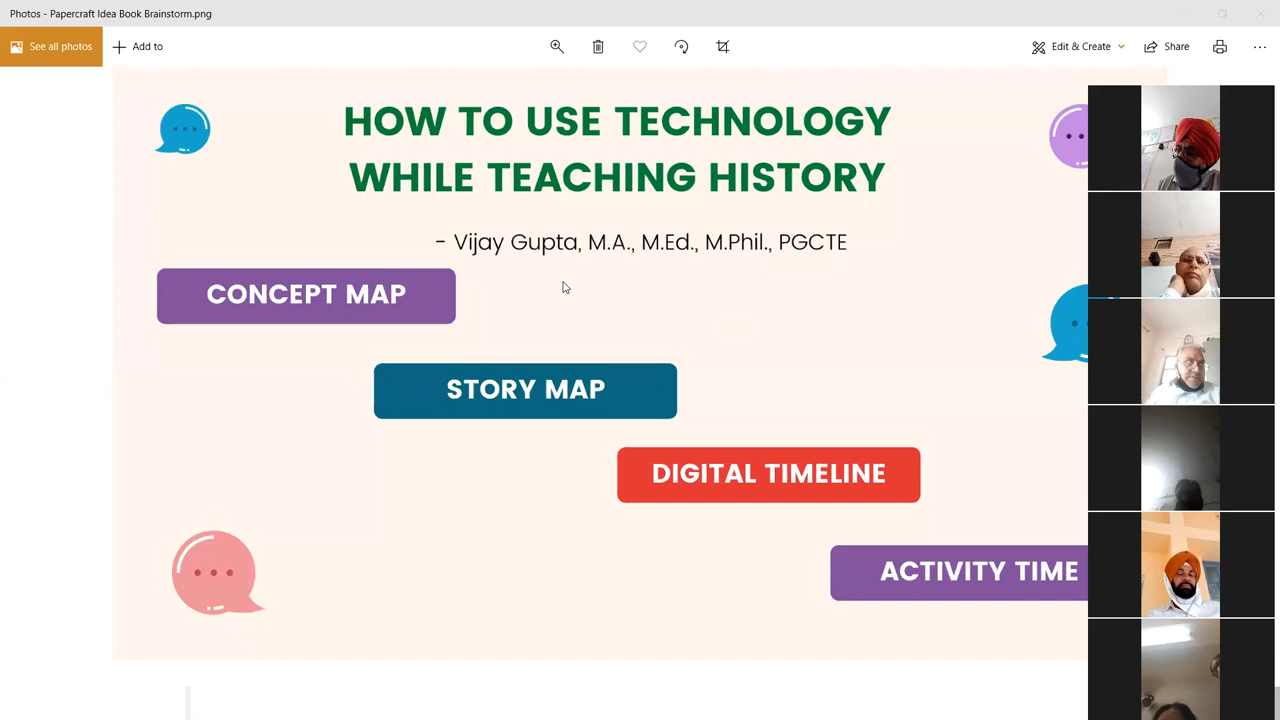 Photos - Papercraft Idea Book Brainstorm.png
See all photos
Add to
Edit & Create
Share
HOW TO USE TECHNOLOGY
WHILE TEACHING HISTORY
- Vijay Gupta, M.A., M.Ed., M.Phil., PGCTE
CONCEPT MAP
STORY MAP
DIGITAL TIMELINE
ACTIVITY TIME